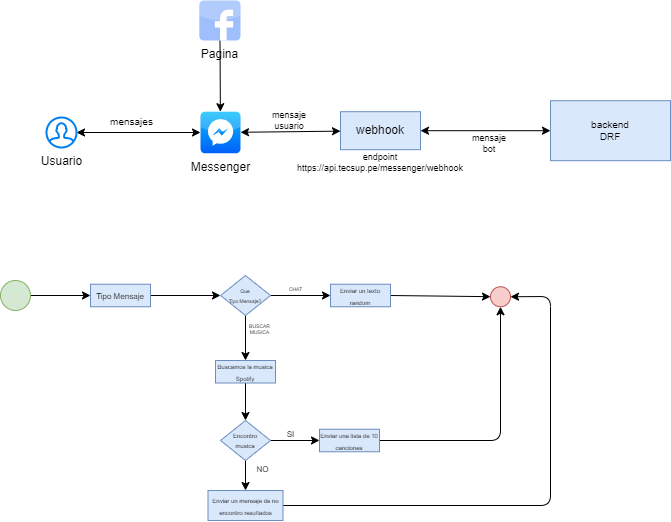 Pagina
mensajes
mensaje
usuario
webhook
backend
DRF
mensaje
bot
Usuario
Messenger
endpoint
https://api.tecsup.pe/messenger/webhook
Tipo Mensaje
Que
Tipo Mensaje?
CHAT
Enviar un texto
random
BUSCAR
MUSICA
Buscamos la musica
Spotify
Encontro
musica
SI
Enviar una lista de 10
canciones
NO
Enviar un mensaje de no
encontro resultados